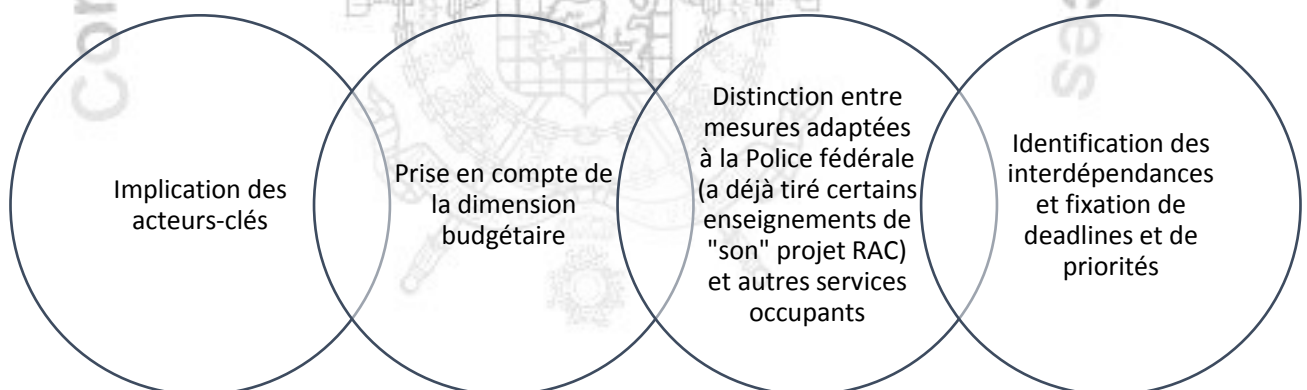 Implication des
acteurs-clés
Prise en compte de
la dimension
budgétaire
Distinction entre
mesures adaptées
à la Police fédérale
(a déjà tiré certains
enseignements de
"son" projet RAC)
et autres services
occupants
Identification des
interdépendances
et fixation de
deadlines et de
priorités